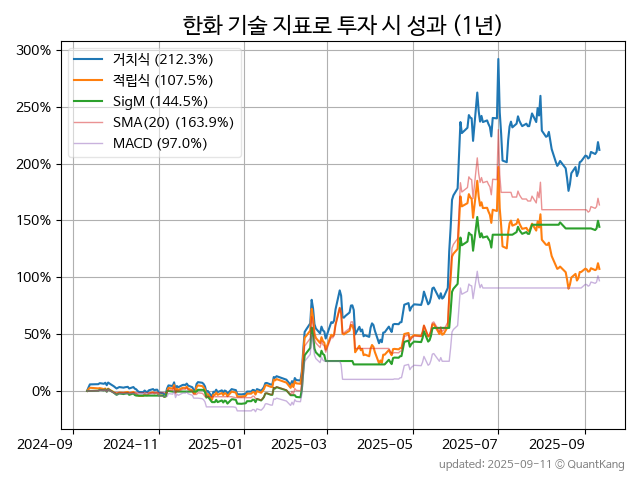 한화 기술 지표로 투자 시 성과 (1년)
300%
250%
200%
150%
100%
50%
0%
거치식 (212.3%)
적립식 (107.5%)
SigM (144.5%)
SMA(20) (163.9%)
MACD (97.0%)
2024-09
2024-11
2025-01
2025-03
2025-05
2025-07
2025-09
updated: 2025-09-11 © QuantKang